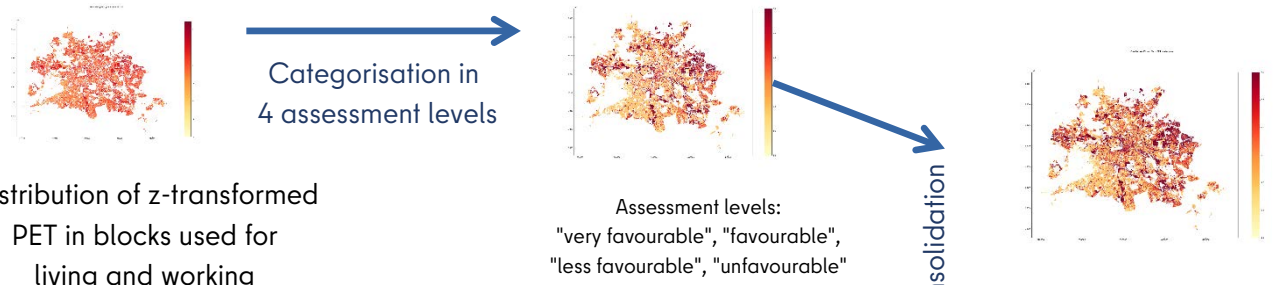 Categorisation in
4 assessment levels
stribution of z-transformed
PET in blocks used for
living and working
Assessment levels:
"very favourable", "favourable",
"less favourable", "unfavourable"
nsolidation